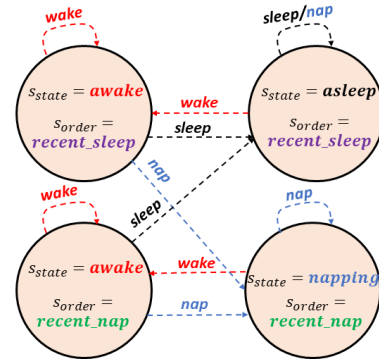 wake
sleep/nap
s_state = awake
s_order =
recent_sleep
s_state = asleep
s_order =
recent_sleep
wake
sleep
nap
wake
sleep
nap
s_state = awake
s_order =
recent_nap
s_state = napping
s_order =
recent_nap
wake
nap